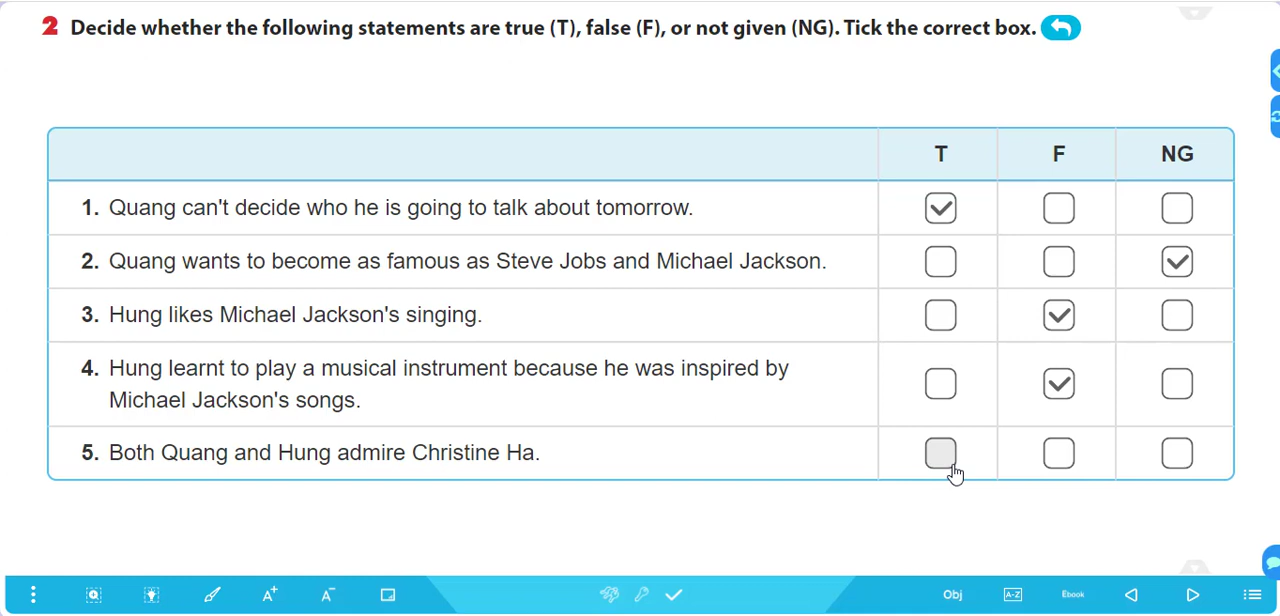 2 Decide whether the following statements are true (T), false (F), or not given (NG). Tick the correct box.
T F NG
1. Quang can't decide who he is going to talk about tomorrow.
2. Quang wants to become as famous as Steve Jobs and Michael Jackson.
3. Hung likes Michael Jackson's singing.
4. Hung learnt to play a musical instrument because he was inspired by
Michael Jackson's songs.
5. Both Quang and Hung admire Christine Ha.
A+ A- Obj A-Z Ebook